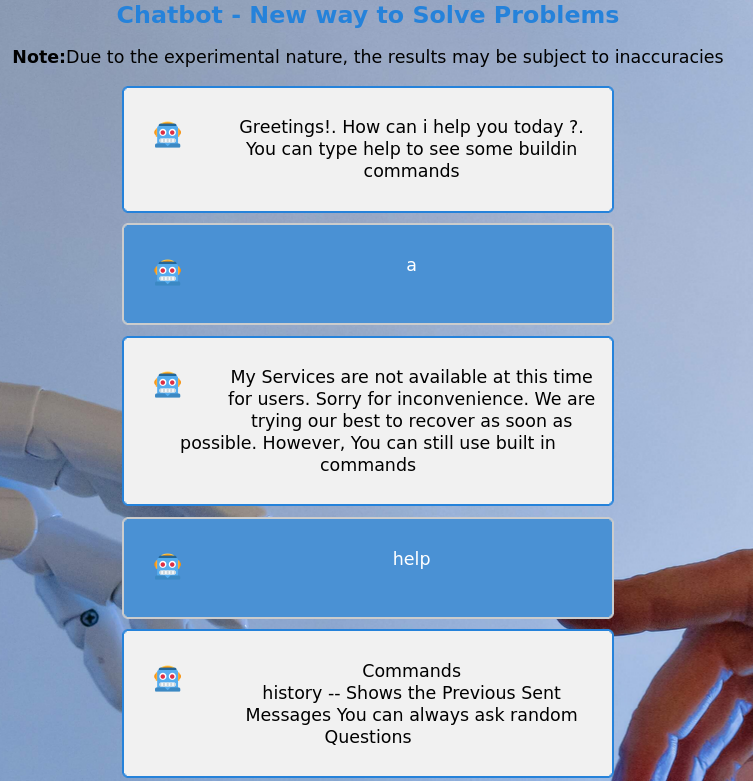 Chatbot - New way to Solve Problems
Note:Due to the experimental nature, the results may be subject to inaccuracies
Greetings!. How can i help you today ?.
You can type help to see some buildin
commands
a
My Services are not available at this time
for users. Sorry for inconvenience. We are
trying our best to recover as soon as
possible. However, You can still use built in
commands
help
Commands
history -- Shows the Previous Sent
Messages You can always ask random
Questions